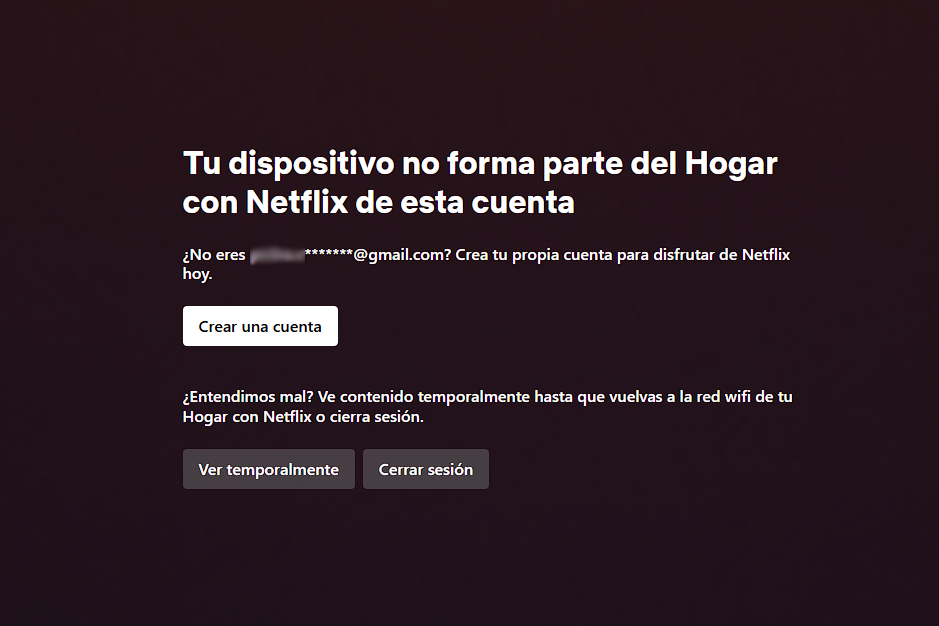 Tu dispositivo no forma parte del Hogar
con Netflix de esta cuenta
¿No eres *******@gmail.com? Crea tu propia cuenta para disfrutar de Netflix
hoy.
Crear una cuenta
¿Entendimos mal? Ve contenido temporalmente hasta que vuelvas a la red wifi de tu
Hogar con Netflix o cierra sesión.
Ver temporalmente
Cerrar sesión